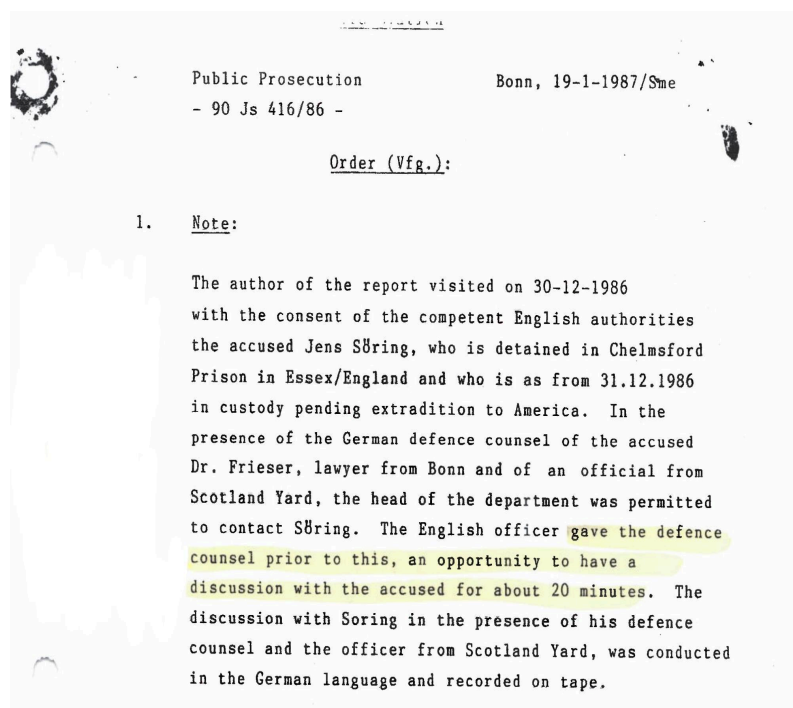 Public Prosecution Bonn, 19-1-1987/Sme
- 90 Js 416/86 -
Order (Vfg.):
1. Note:
The author of the report visited on 30-12-1986
with the consent of the competent English authorities
the accused Jens Söring, who is detained in Chelmsford
Prison in Essex/England and who is as from 31.12.1986
in custody pending extradition to America. In the
presence of the German defence counsel of the accused
Dr. Frieser, lawyer from Bonn and of an official from
Scotland Yard, the head of the department was permitted
to contact Söring. The English officer gave the defence
counsel prior to this, an opportunity to have a
discussion with the accused for about 20 minutes. The
discussion with Soring in the presence of his defence
counsel and the officer from Scotland Yard, was conducted
in the German language and recorded on tape.